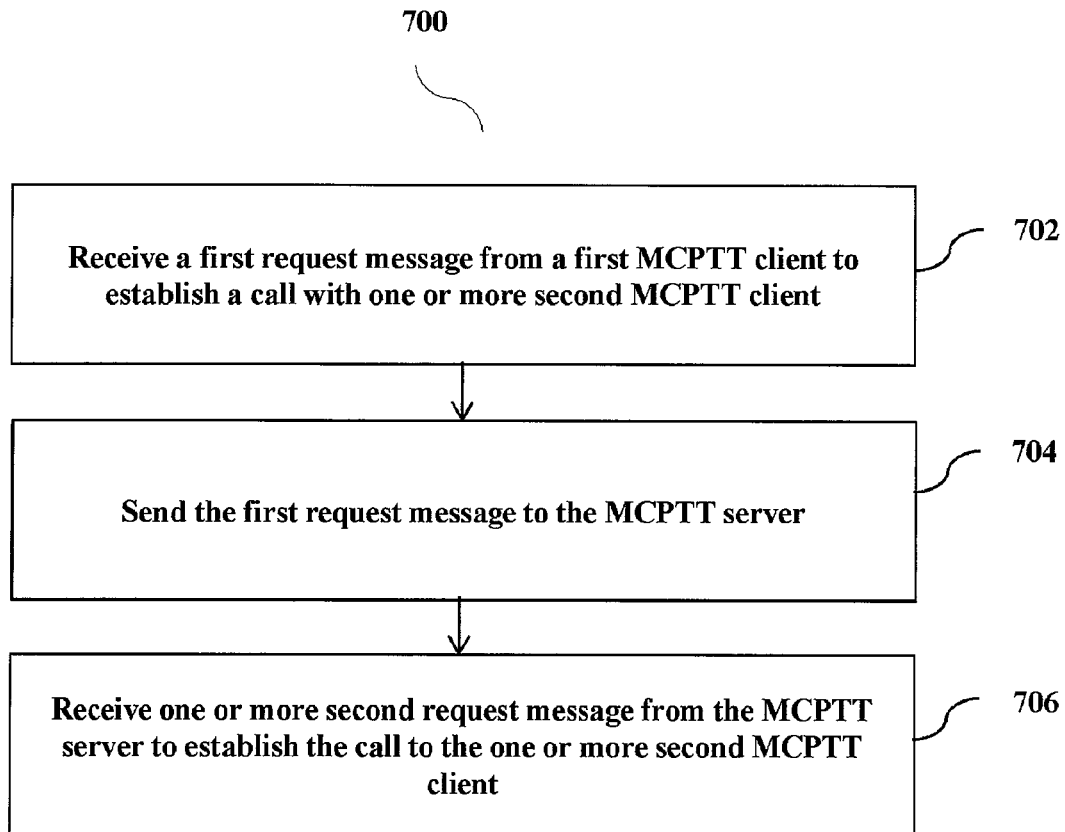 700
Receive a first request message from a first MCPTT client to
establish a call with one or more second MCPTT client
702
Send the first request message to the MCPTT server
704
Receive one or more second request message from the MCPTT
server to establish the call to the one or more second MCPTT
client
706